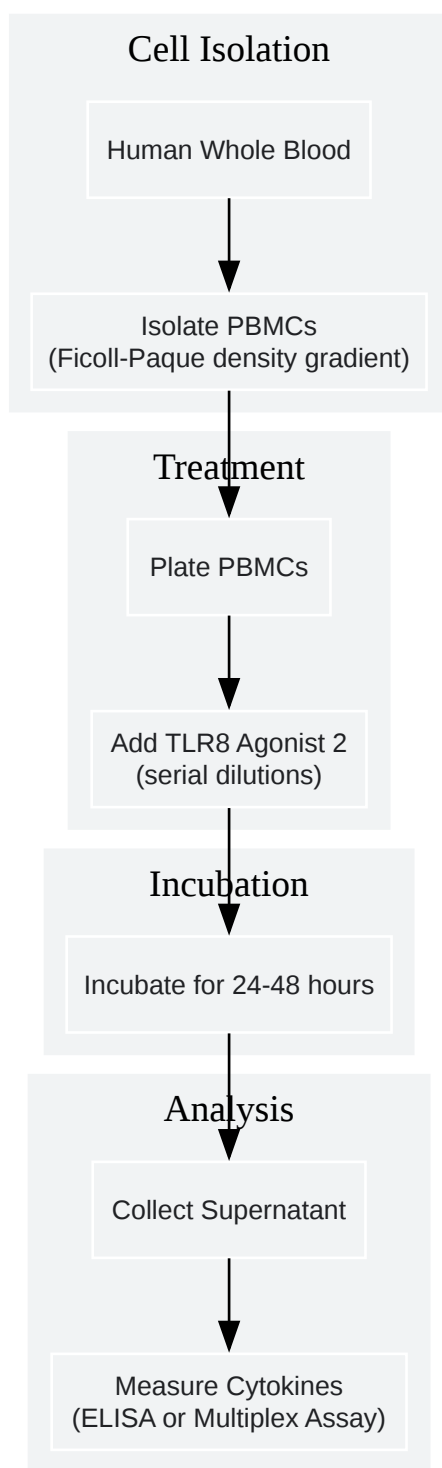 Cell Isolation
Human Whole Blood
Isolate PBMCs
(Ficoll-Paque density gradient)
Treatment
Plate PBMCs
Add TLR8 Agonist 2
(serial dilutions)
Incubation
Incubate for 24-48 hours
Analysis
Collect Supernatant
Measure Cytokines
(ELISA or Multiplex Assay)